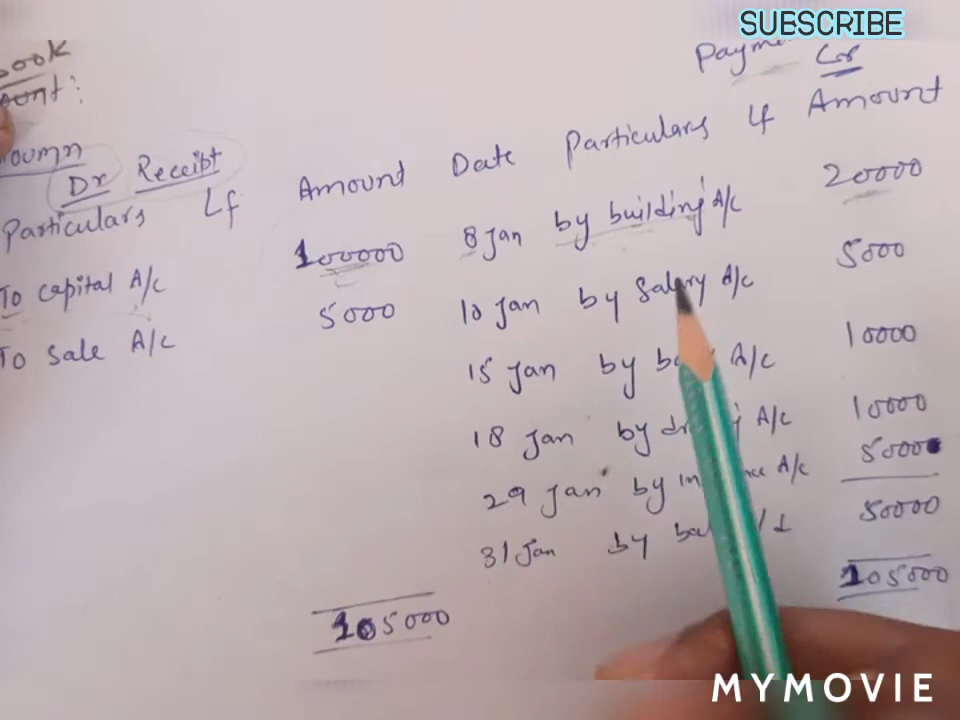 SUBSCRIBE
Cr
Dr Receipt
Particulars Lf Amount Date Particulars Lf Amount
To capital A/c 100000 8 Jan by building A/c 20000
To Sale A/c 5000 10 Jan by Salary A/c 5000
15 Jan by A/c 10000
18 Jan by A/c 10000
29 Jan by A/c
31 Jan by 50000
105000 105000
MYMOVIE